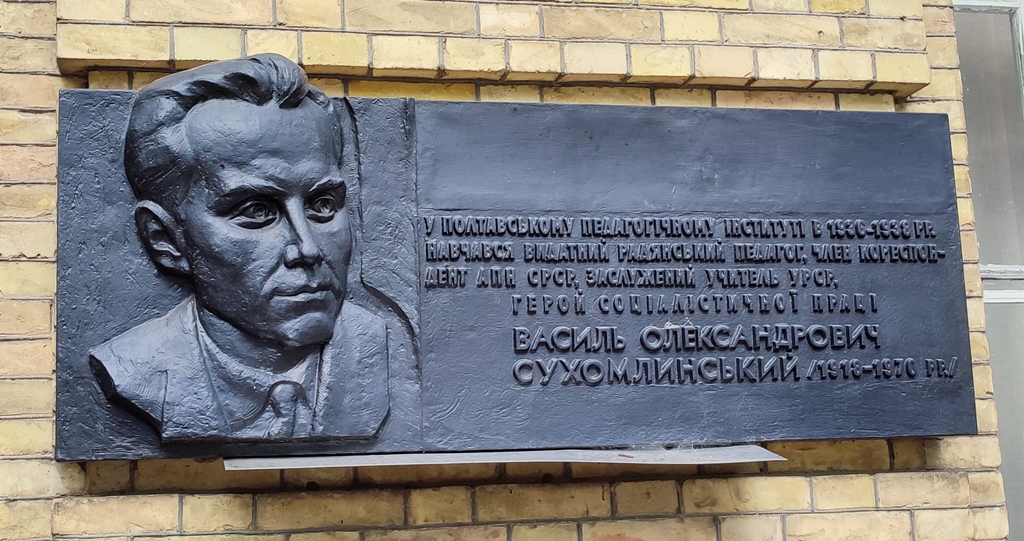 У ПОЛТАВСЬКОМУ ПЕДАГОГІЧНОМУ ІНСТИТУТІ В 1936-1938 РР.
НАВЧАВСЯ ВИДАТНИЙ РАДЯНСЬКИЙ ПЕДАГОГ, ЧЛЕН КОРЕСПОН-
ДЕНТ АПН СРСР, ЗАСЛУЖЕНИЙ УЧИТЕЛЬ УРСР,
ГЕРОЙ СОЦІАЛІСТИЧНОЇ ПРАЦІ
ВАСИЛЬ ОЛЕКСАНДРОВИЧ
СУХОМЛИНСЬКИЙ /1918-1970 РР./